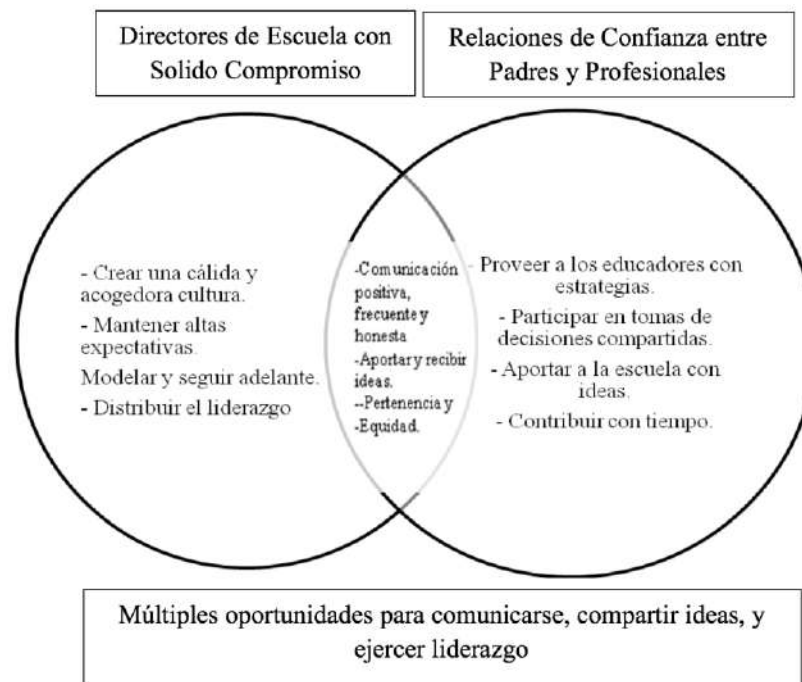 Directores de Escuela con
Solido Compromiso
Relaciones de Confianza entre
Padres y Profesionales
- Crear una cálida y
acogedora cultura.
- Mantener altas
expectativas.
Modelar y seguir adelante.
- Distribuir el liderazgo
-Comunicación
positiva,
frecuente y
honesta
-Aportar y recibir
ideas.
--Pertenencia y
-Equidad.
- Proveer a los educadores con
estrategias.
- Participar en tomas de
decisiones compartidas.
- Aportar a la escuela con
ideas.
- Contribuir con tiempo.
Múltiples oportunidades para comunicarse, compartir ideas, y
ejercer liderazgo